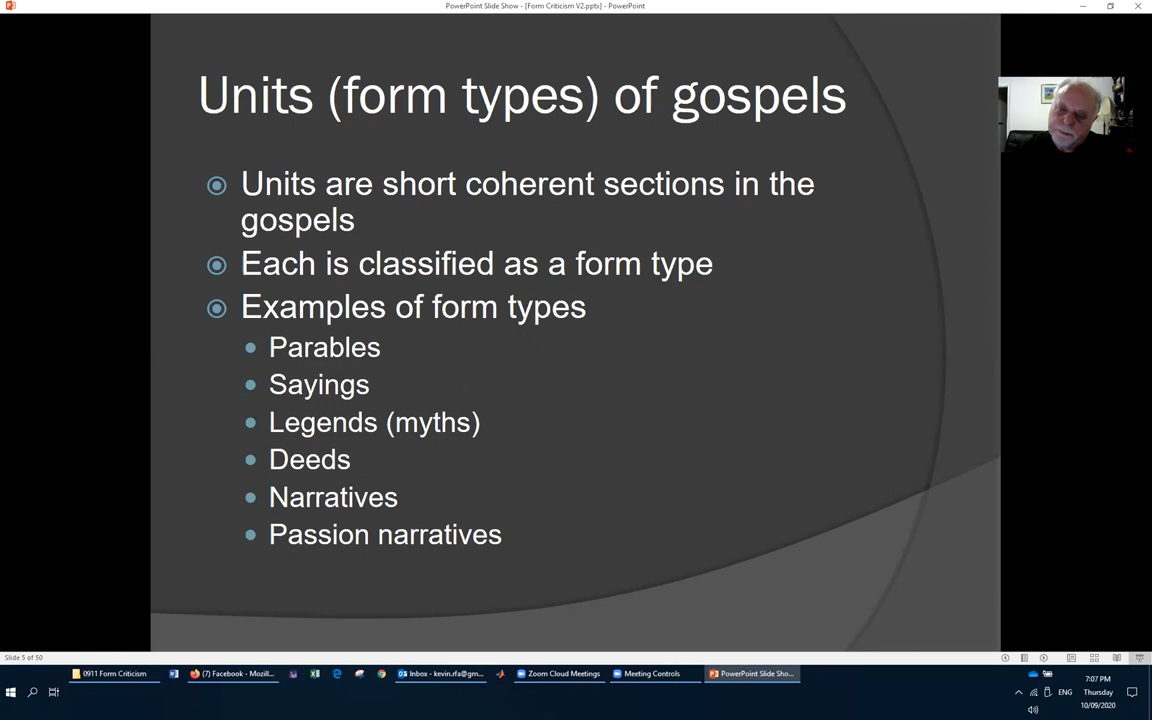 PowerPoint Slide Show - [Form Criticism V2.pptx] - PowerPoint
Units (form types) of gospels
Units are short coherent sections in the
gospels
Each is classified as a form type
Examples of form types
Parables
Sayings
Legends (myths)
Deeds
Narratives
Passion narratives
Slide 5 of 50
0911 Form Criticism
(7) Facebook - Mozill...
Inbox - kevin.rfa@gm...
Zoom Cloud Meetings
Meeting Controls
PowerPoint Slide Sho...
ENG
7:07 PM
Thursday
10/09/2020